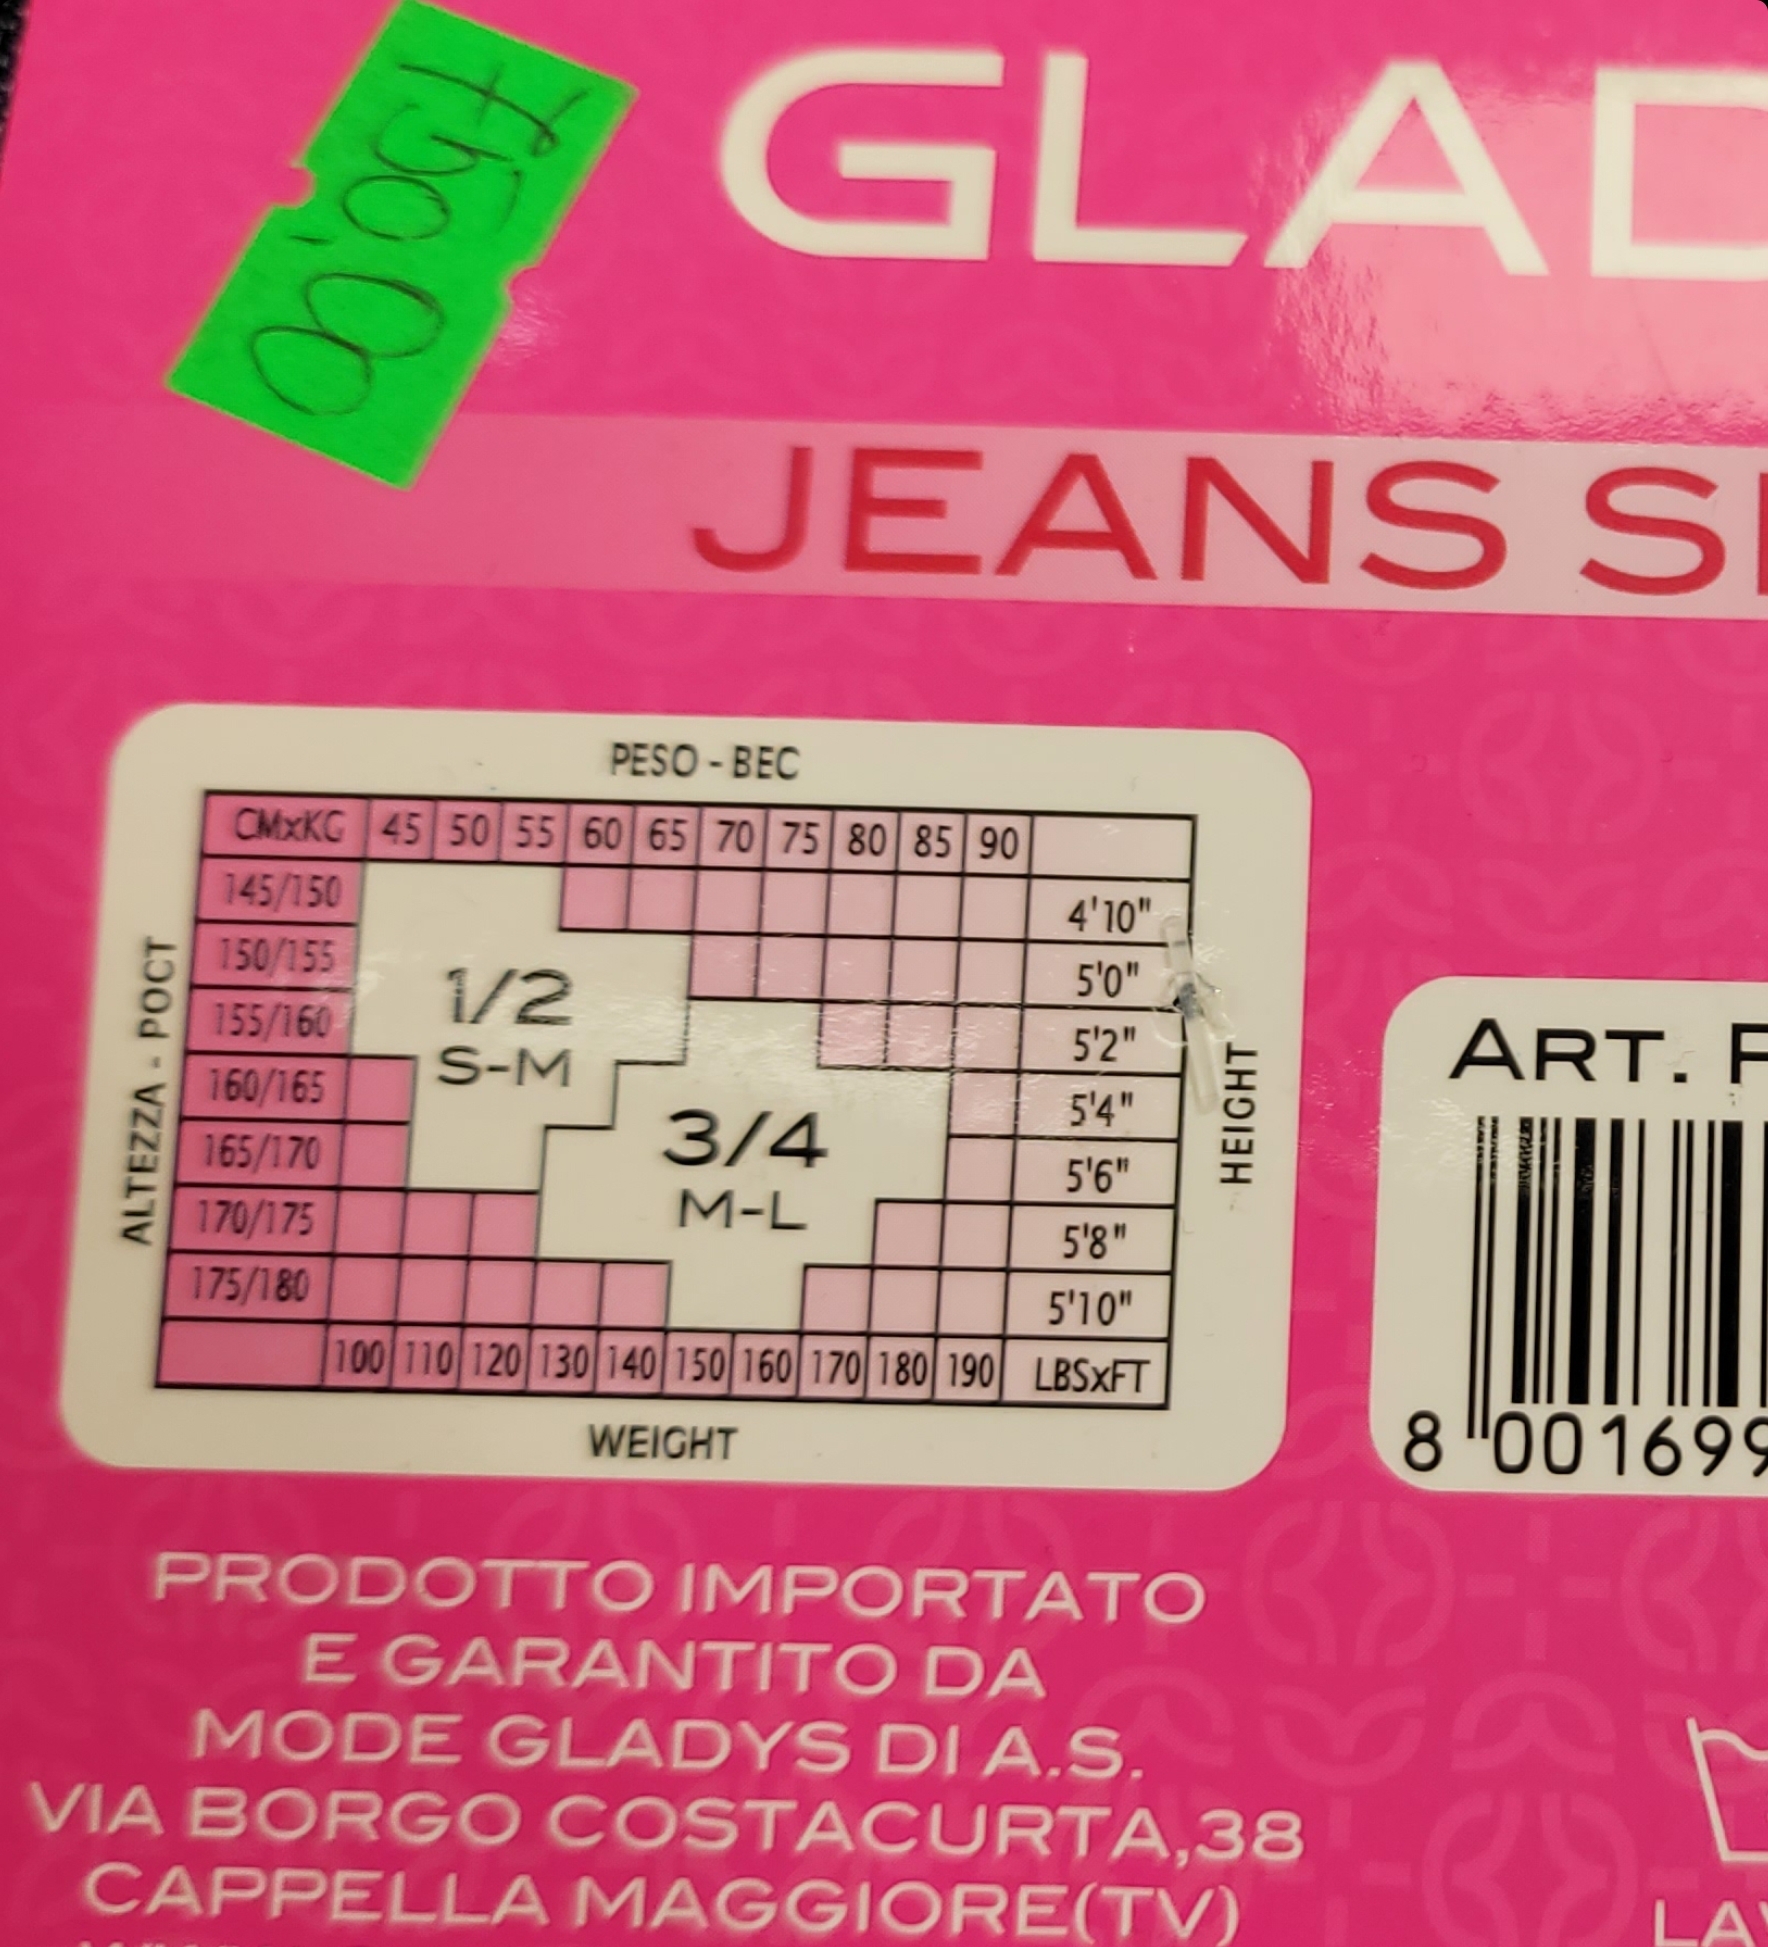 GLAD
JEANS S
PESO - ВЕС
CMxKG 45 50 55 60 65 70 75 80 85 90
145/150 4'10"
150/155 5'0"
155/160 5'2"
160/165 5'4"
165/170 5'6"
170/175 5'8"
175/180 5'10"
1/2
S-M
3/4
M-L
100 110 120 130 140 150 160 170 180 190 LBSxFT
WEIGHT
ALTEZZA - РОСТ
HEIGHT
ART.
8 001699
PRODOTTO IMPORTATO
E GARANTITO DA
MODE GLADYS DI A.S.
VIA BORGO COSTACURTA,38
CAPPELLA MAGGIORE(TV)